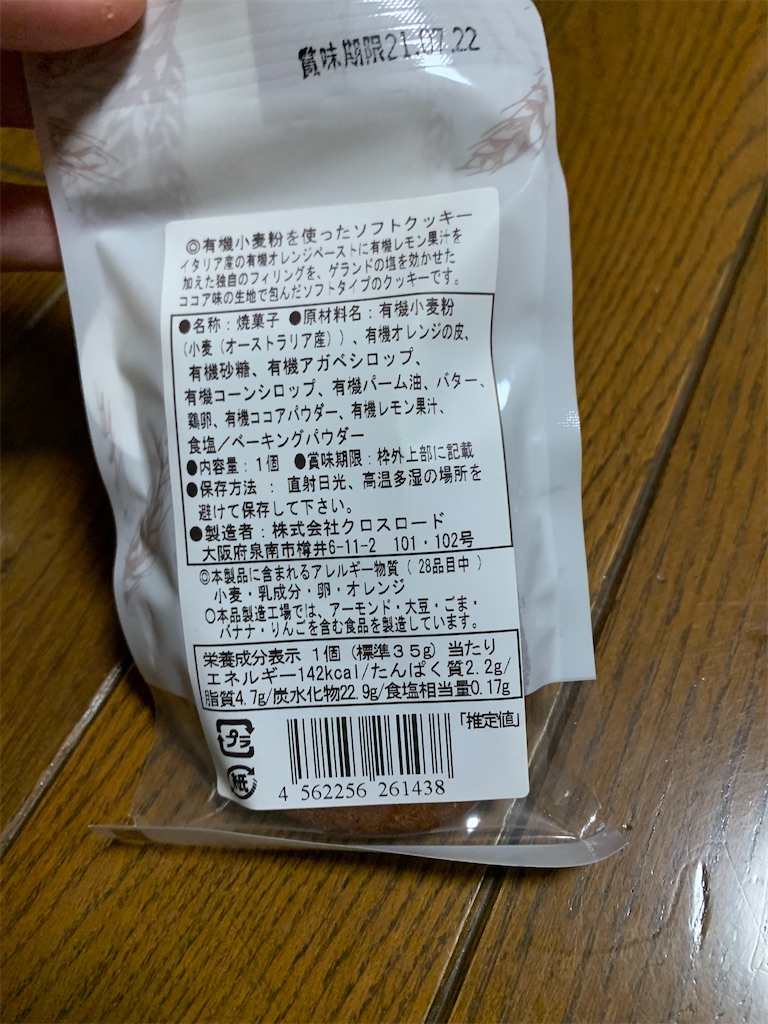 賞味期限21.07.22
◎有機小麦粉を使ったソフトクッキー
イタリア産の有機オレンジペーストに有機レモン果汁を
加えた独自のフィリングを、ゲランドの塩を効かせた
ココア味の生地で包んだソフトタイプのクッキーです。
●名称：焼菓子 ●原材料名：有機小麦粉
（小麦（オーストラリア産））、有機オレンジの皮、
有機砂糖、有機アガベシロップ、
有機コーンシロップ、有機パーム油、バター、
鶏卵、有機ココアパウダー、有機レモン果汁、
食塩／ベーキングパウダー
●内容量：1個 ●賞味期限：枠外上部に記載
●保存方法 ： 直射日光、高温多湿の場所を
避けて保存して下さい。
●製造者：株式会社クロスロード
大阪府泉南市樽井6-11-2 101・102号
◎本製品に含まれるアレルギー物質（28品目中）
小麦・乳成分・卵・オレンジ
〇本品製造工場では、アーモンド・大豆・ごま・
バナナ・りんごを含む食品を製造しています。
栄養成分表示 1個（標準35g）当たり
エネルギー142kcal/たんぱく質2.2g/
脂質4.7g/炭水化物22.9g/食塩相当量0.17g
「推定値」
プラ
紙
4 562256 261438